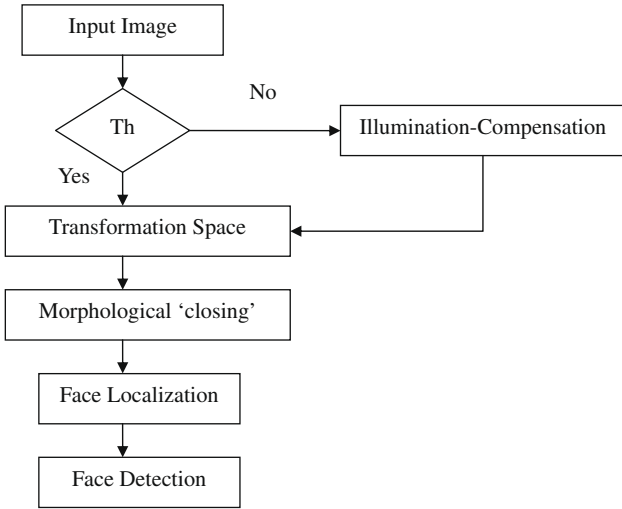 Input Image
No
Th
Illumination-Compensation
Yes
Transformation Space
Morphological ‘closing’
Face Localization
Face Detection